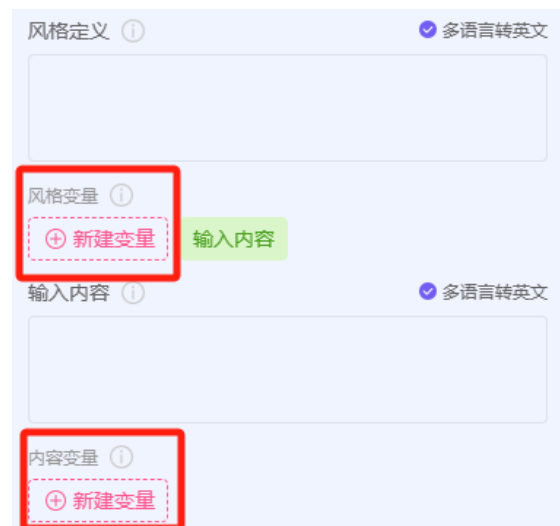 风格定义 多语言转英文
风格变量
新建变量 输入内容
输入内容 多语言转英文
内容变量
新建变量